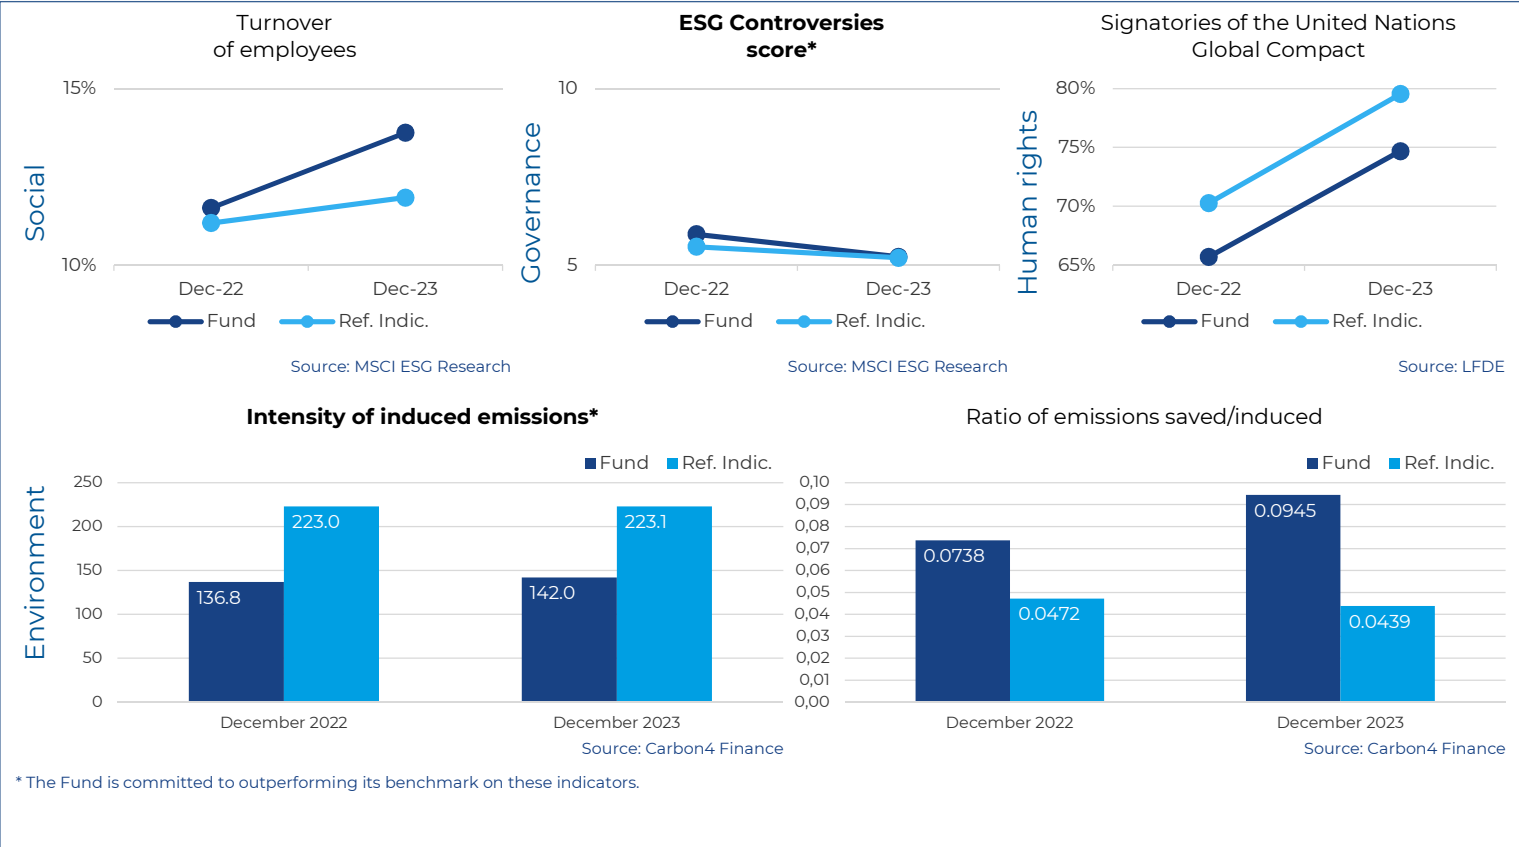 Turnover
of employees
15%
10%
Social
Dec-22
Dec-23
Fund
Ref. Indic.
Source: MSCI ESG Research
ESG Controversies
score*
10
5
Governance
Dec-22
Dec-23
Fund
Ref. Indic.
Source: MSCI ESG Research
Signatories of the United Nations
Global Compact
80%
75%
70%
65%
Human rights
Dec-22
Dec-23
Fund
Ref. Indic.
Source: LFDE
Intensity of induced emissions*
Fund
Ref. Indic.
Environment
250
200
150
100
50
0
136.8
223.0
142.0
223.1
December 2022
December 2023
Source: Carbon4 Finance
Ratio of emissions saved/induced
Fund
Ref. Indic.
0,10
0,09
0,08
0,07
0,06
0,05
0,04
0,03
0,02
0,01
0,00
0.0738
0.0472
0.0945
0.0439
December 2022
December 2023
Source: Carbon4 Finance
* The Fund is committed to outperforming its benchmark on these indicators.